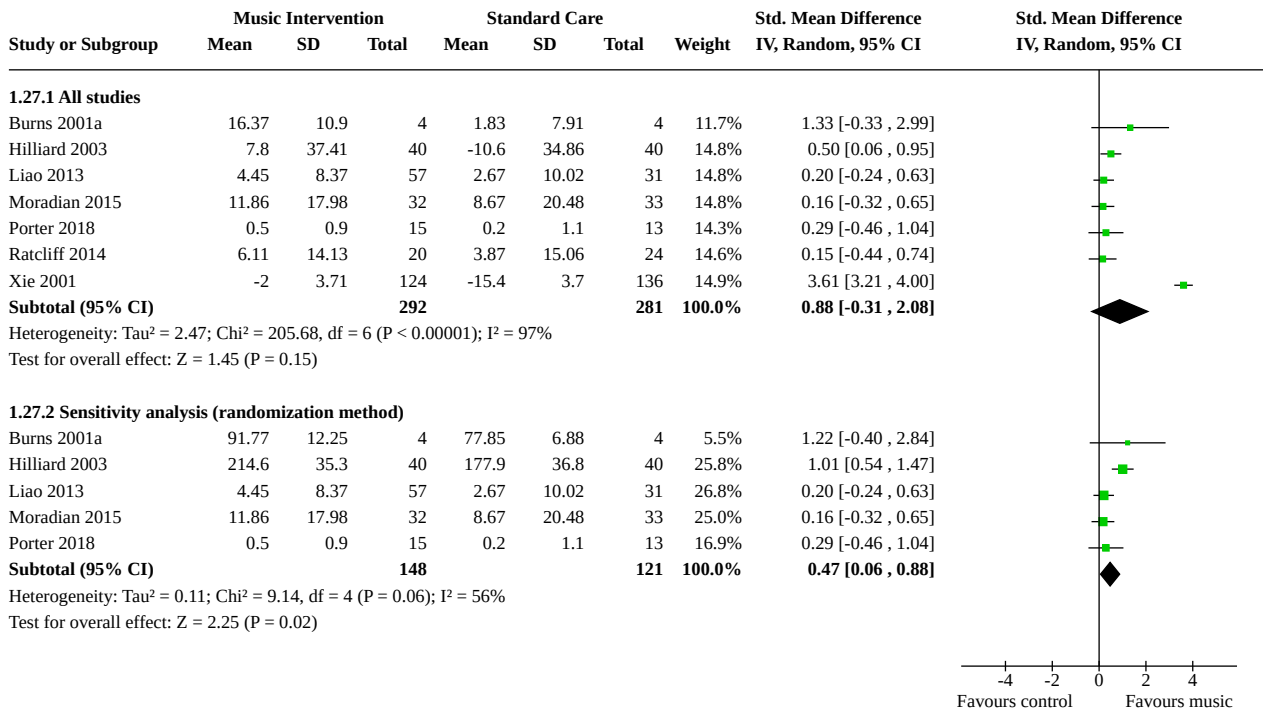 Music Intervention Standard Care Std. Mean Difference Std. Mean Difference
Study or Subgroup Mean SD Total Mean SD Total Weight IV, Random, 95% CI IV, Random, 95% CI
1.27.1 All studies
Burns 2001a 16.37 10.9 4 1.83 7.91 4 11.7% 1.33 [-0.33 , 2.99]
Hilliard 2003 7.8 37.41 40 -10.6 34.86 40 14.8% 0.50 [0.06 , 0.95]
Liao 2013 4.45 8.37 57 2.67 10.02 31 14.8% 0.20 [-0.24 , 0.63]
Moradian 2015 11.86 17.98 32 8.67 20.48 33 14.8% 0.16 [-0.32 , 0.65]
Porter 2018 0.5 0.9 15 0.2 1.1 13 14.3% 0.29 [-0.46 , 1.04]
Ratcliff 2014 6.11 14.13 20 3.87 15.06 24 14.6% 0.15 [-0.44 , 0.74]
Xie 2001 -2 3.71 124 -15.4 3.7 136 14.9% 3.61 [3.21 , 4.00]
Subtotal (95% CI) 292 281 100.0% 0.88 [-0.31 , 2.08]
Heterogeneity: Tau² = 2.47; Chi² = 205.68, df = 6 (P < 0.00001); I² = 97%
Test for overall effect: Z = 1.45 (P = 0.15)
1.27.2 Sensitivity analysis (randomization method)
Burns 2001a 91.77 12.25 4 77.85 6.88 4 5.5% 1.22 [-0.40 , 2.84]
Hilliard 2003 214.6 35.3 40 177.9 36.8 40 25.8% 1.01 [0.54 , 1.47]
Liao 2013 4.45 8.37 57 2.67 10.02 31 26.8% 0.20 [-0.24 , 0.63]
Moradian 2015 11.86 17.98 32 8.67 20.48 33 25.0% 0.16 [-0.32 , 0.65]
Porter 2018 0.5 0.9 15 0.2 1.1 13 16.9% 0.29 [-0.46 , 1.04]
Subtotal (95% CI) 148 121 100.0% 0.47 [0.06 , 0.88]
Heterogeneity: Tau² = 0.11; Chi² = 9.14, df = 4 (P = 0.06); I² = 56%
Test for overall effect: Z = 2.25 (P = 0.02)
-4 -2 0 2 4
Favours control Favours music